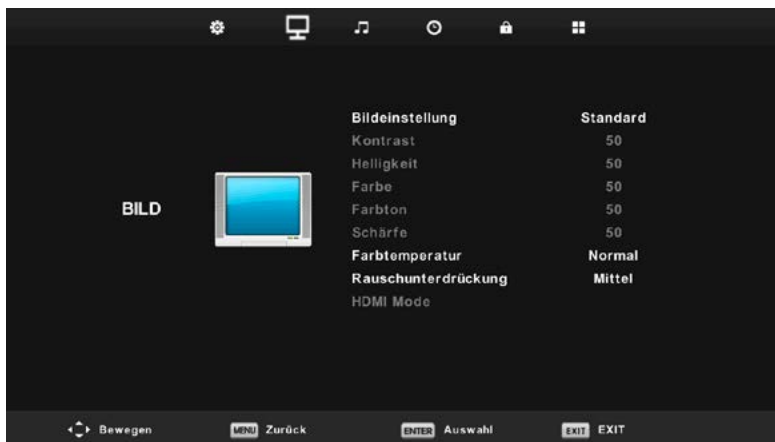 Bildeinstellung Standard
Kontrast 50
Helligkeit 50
Farbe 50
BILD
Farbton 50
Schärfe 50
Farbtemperatur Normal
Rauschunterdrückung Mittel
HDMI Mode
Bewegen MENU Zurück ENTER Auswahl EXIT EXIT